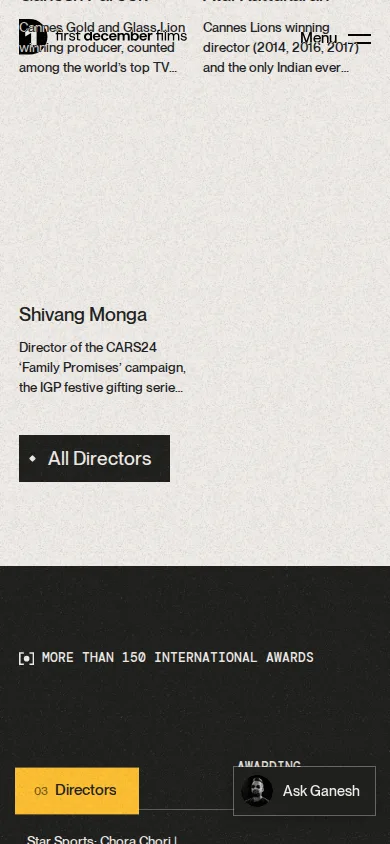 Cannes Gold and Glass Lion
winning producer, counted
among the world's top TV...
Cannes Lions winning
director (2014, 2016, 2017)
and the only Indian ever...
first december films
Menu
Shivang Monga
Director of the CARS24
‘Family Promises’ campaign,
the IGP festive gifting serie...
All Directors
MORE THAN 150 INTERNATIONAL AWARDS
AWARDING
03 Directors
Ask Ganesh
Star Sports: Chora Chori |